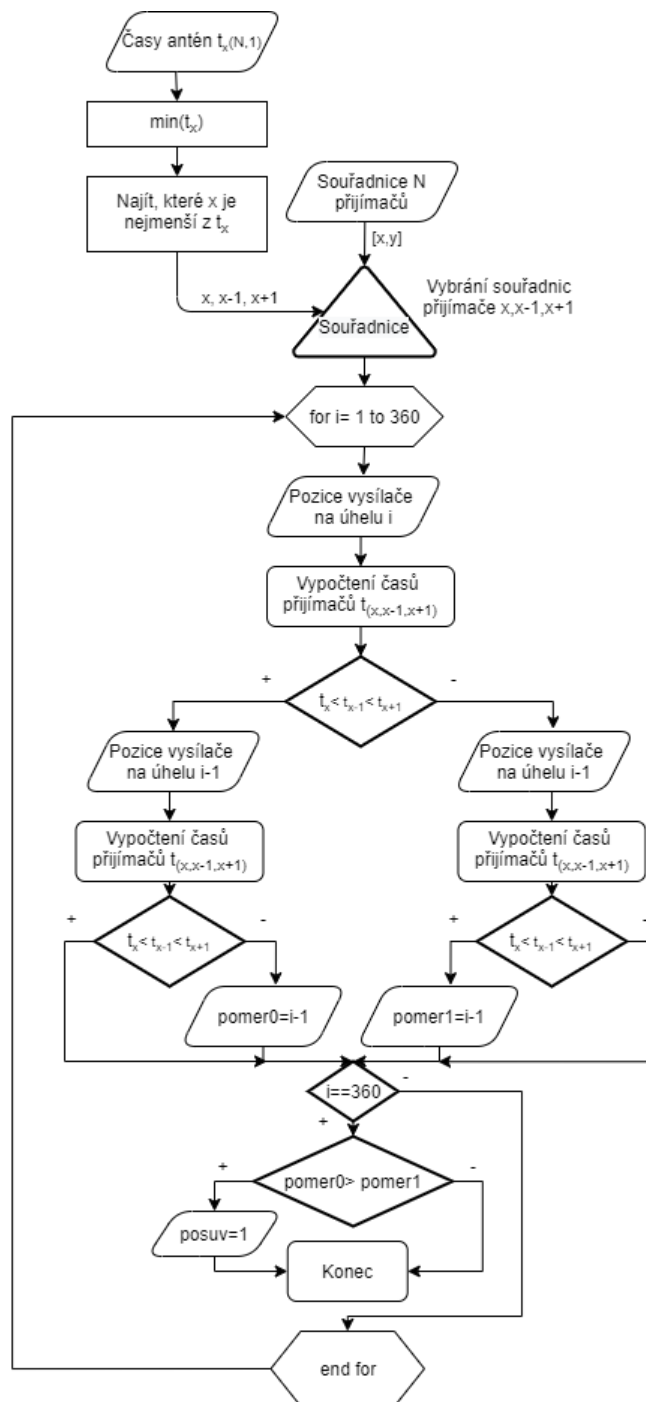 Časy antén t_x(N,1)
min(t_x)
Najít, které x je
nejmenší z t_x
Souřadnice N
přijímačů
[x,y]
x, x-1, x+1
Souřadnice
Vybrání souřadnic
přijímače x,x-1,x+1
for i= 1 to 360
Pozice vysílače
na úhelu i
Vypočtení časů
přijímačů t_(x,x-1,x+1)
+
-
t_x< t_x-1< t_x+1
Pozice vysílače
na úhelu i-1
Vypočtení časů
přijímačů t_(x,x-1,x+1)
+
-
t_x< t_x-1< t_x+1
pomer0=i-1
Pozice vysílače
na úhelu i-1
Vypočtení časů
přijímačů t_(x,x-1,x+1)
+
-
t_x< t_x-1< t_x+1
pomer1=i-1
i==360
-
+
+
-
pomer0> pomer1
posuv=1
Konec
end for